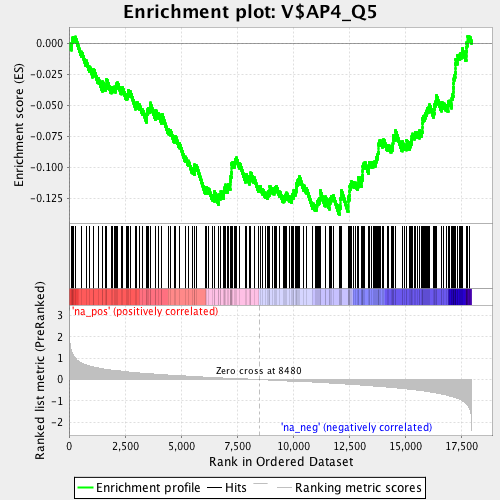 Enrichment plot: V$AP4_Q5
Enrichment score (ES)
0.000
-0.025
-0.050
-0.075
-0.100
-0.125
Ranked list metric (PreRanked)
3
2
1
0
-1
-2
'na_pos' (positively correlated)
Zero cross at 8480
'na_neg' (negatively correlated)
0
2,500
5,000
7,500
10,000
12,500
15,000
17,500
Rank in Ordered Dataset
Enrichment profile
Hits
Ranking metric scores